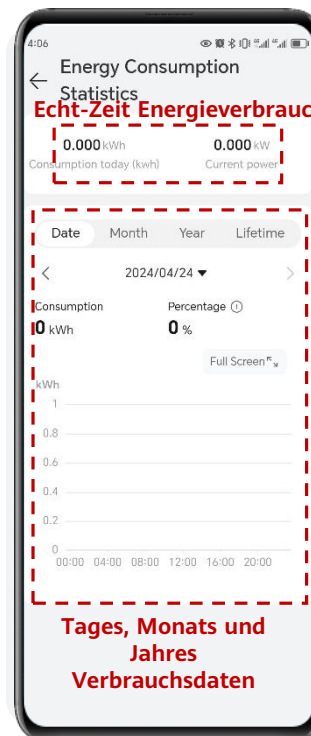 4:06
← Energy Consumption
Statistics
Echt-Zeit Energieverbrauc
0.000 kWh 0.000 kW
Consumption today (kwh) Current power
Date Month Year Lifetime
< 2024/04/24 ▼ >
Consumption Percentage ⓘ
0 kWh 0 %
Full Screen
kWh
1
0.8
0.6
0.4
0.2
0
00:00 04:00 08:00 12:00 16:00 20:00
Tages, Monats und
Jahres
Verbrauchsdaten